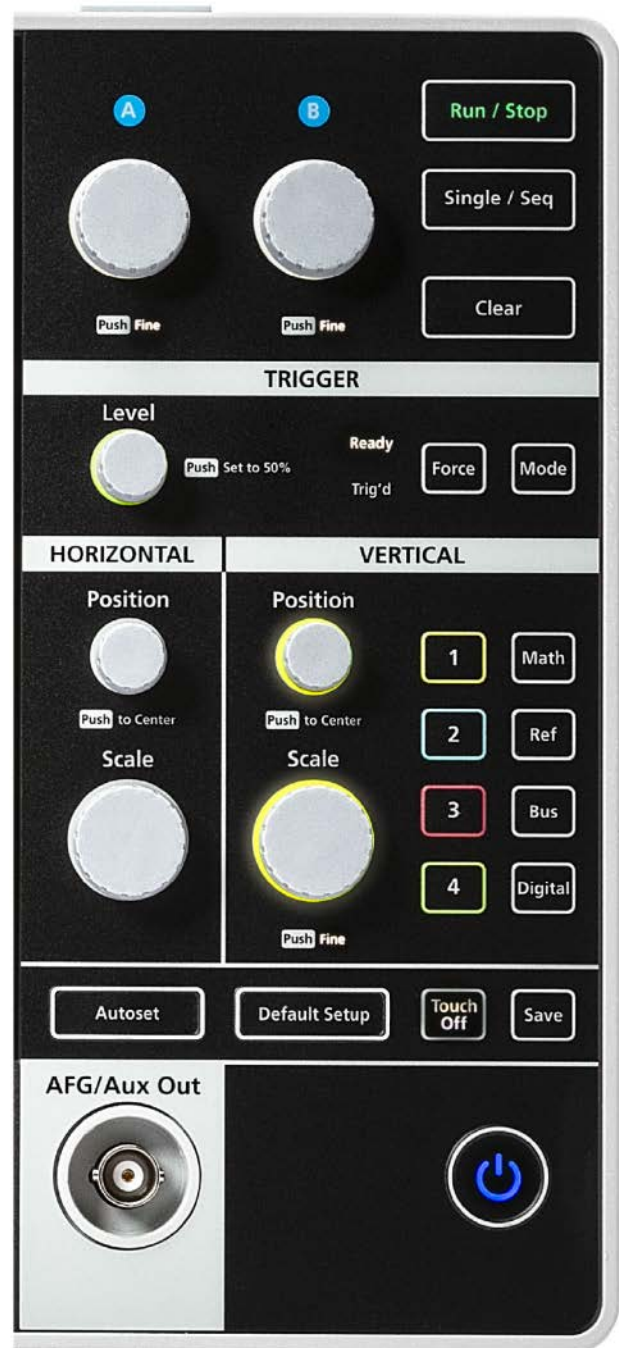 A
B
Run / Stop
Single / Seq
Clear
Push Fine
Push Fine
TRIGGER
Level
Push Set to 50%
Ready
Trig'd
Force
Mode
HORIZONTAL
VERTICAL
Position
Position
1
Math
Push to Center
Push to Center
2
Ref
Scale
Scale
3
Bus
4
Digital
Push Fine
Autoset
Default Setup
Touch
Off
Save
AFG/Aux Out